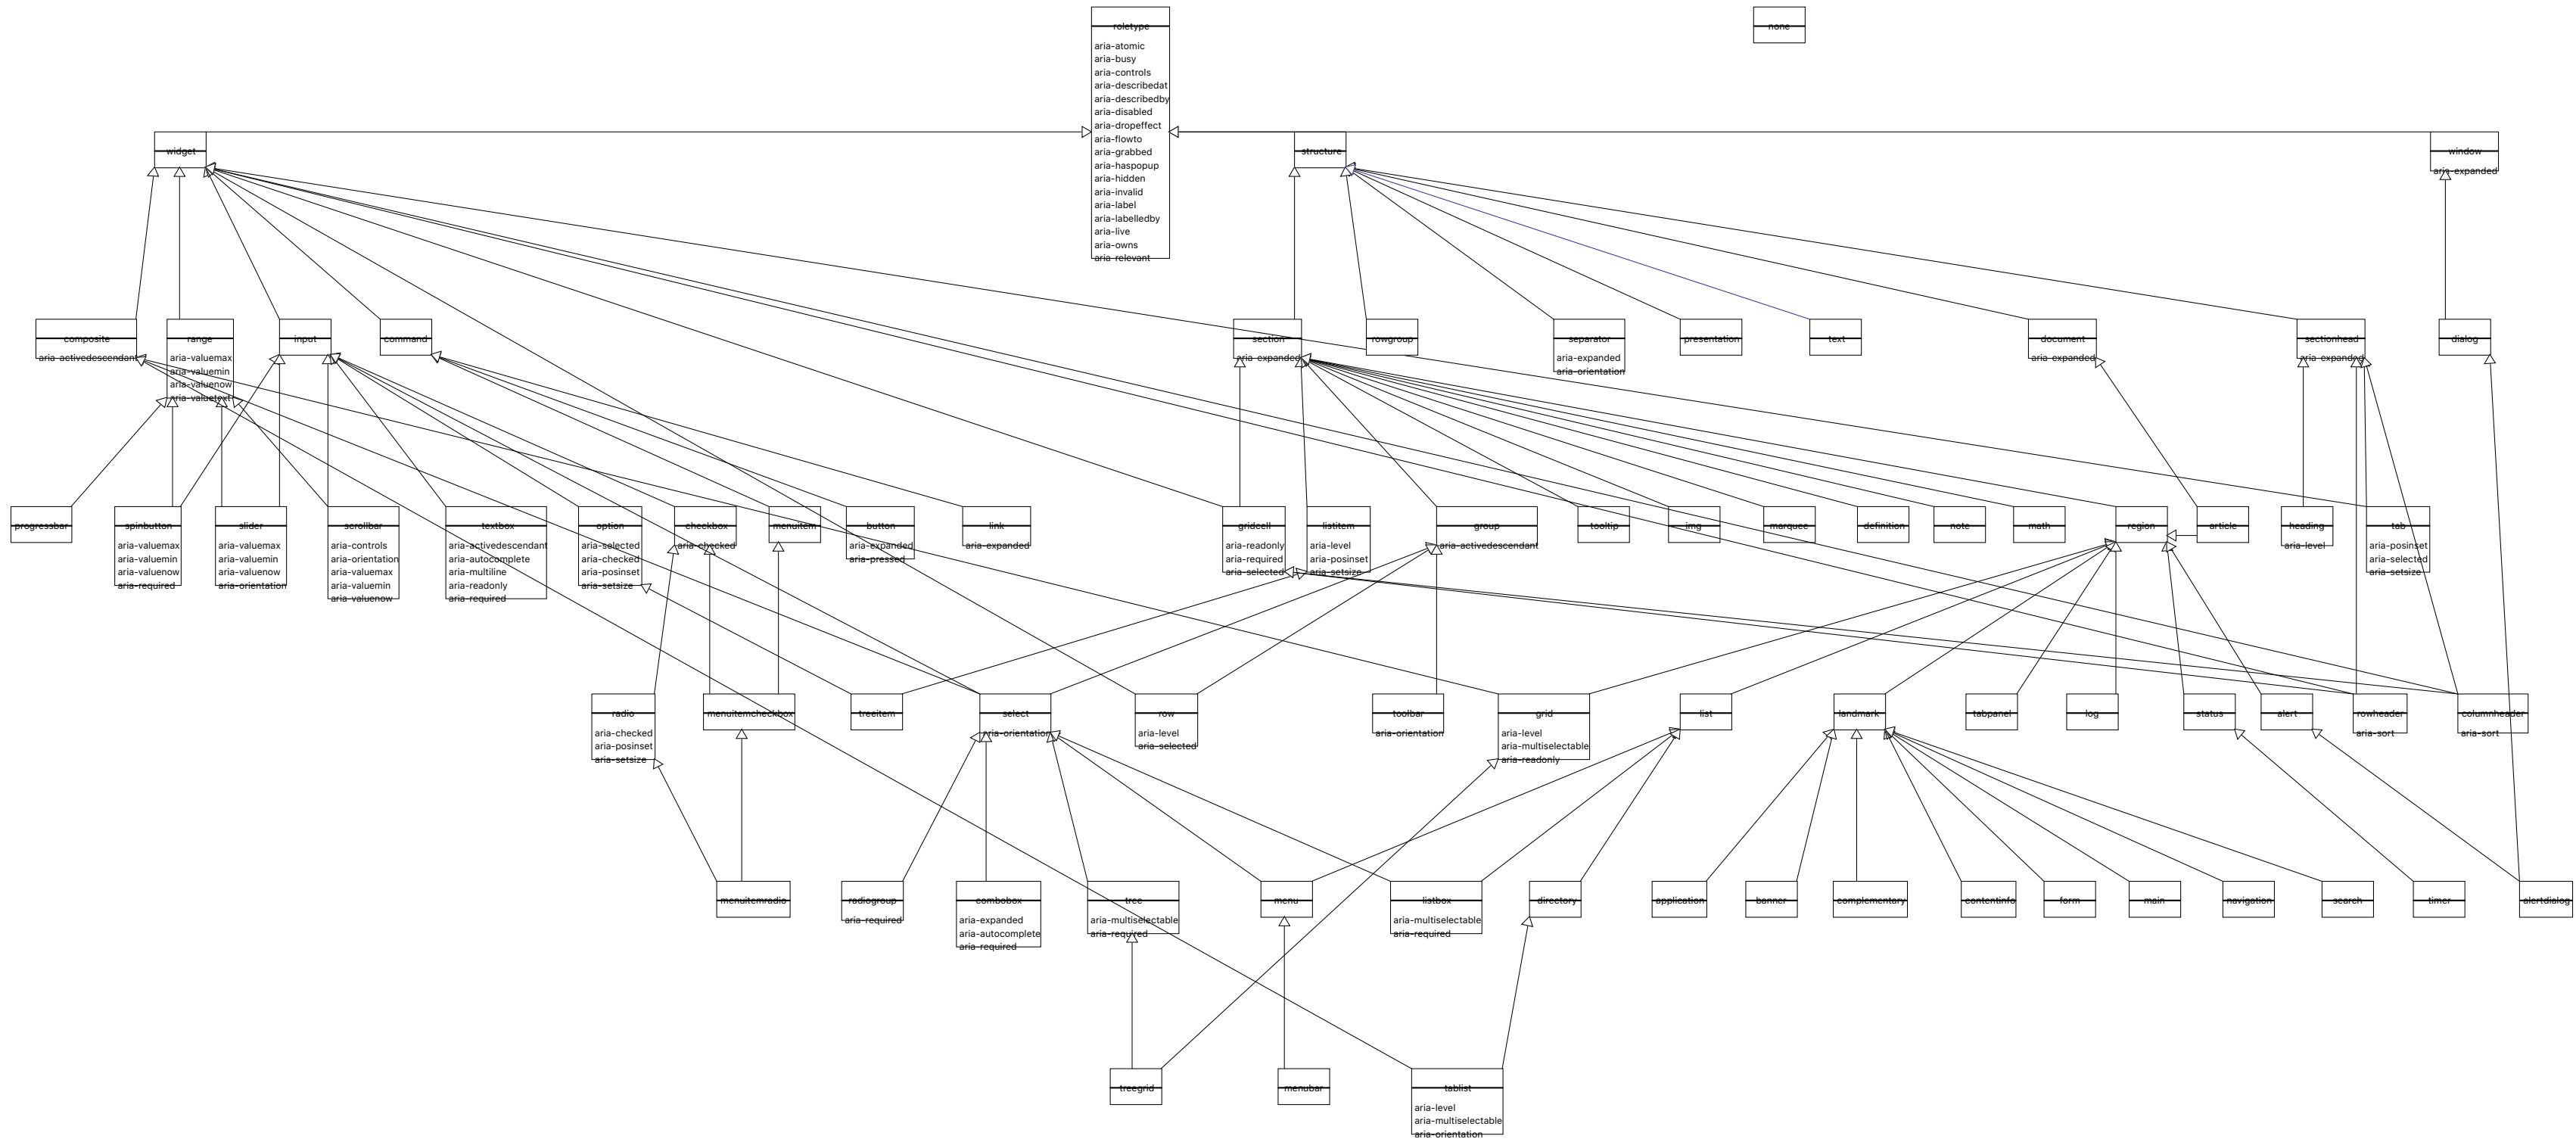 roletype
aria-atomic
aria-busy
aria-controls
aria-describedat
aria-describedby
aria-disabled
aria-dropeffect
aria-flowto
aria-grabbed
aria-haspopup
aria-hidden
aria-invalid
aria-label
aria-labelledby
aria-live
aria-owns
aria-relevant
none
widget
structure
window
aria-expanded
composite
aria-activedescendant
range
aria-valuemax
aria-valuemin
aria-valuenow
aria-valuetext
input
command
section
aria-expanded
rowgroup
separator
aria-expanded
aria-orientation
presentation
text
document
aria-expanded
sectionhead
aria-expanded
dialog
progressbar
spinbutton
aria-valuemax
aria-valuemin
aria-valuenow
aria-required
slider
aria-valuemax
aria-valuemin
aria-valuenow
aria-orientation
scrollbar
aria-controls
aria-orientation
aria-valuemax
aria-valuemin
aria-valuenow
textbox
aria-activedescendant
aria-autocomplete
aria-multiline
aria-readonly
aria-required
option
aria-selected
aria-checked
aria-posinset
aria-setsize
checkbox
aria-checked
menuitem
button
aria-expanded
aria-pressed
link
aria-expanded
gridcell
aria-readonly
aria-required
aria-selected
listitem
aria-level
aria-posinset
aria-setsize
group
aria-activedescendant
tooltip
img
marquee
definition
note
math
region
article
heading
aria-level
tab
aria-posinset
aria-selected
aria-setsize
radio
aria-checked
aria-posinset
aria-setsize
menuitemcheckbox
treeitem
select
aria-orientation
row
aria-level
aria-selected
toolbar
aria-orientation
grid
aria-level
aria-multiselectable
aria-readonly
list
landmark
tabpanel
log
status
alert
rowheader
aria-sort
columnheader
aria-sort
menuitemradio
radiogroup
aria-required
combobox
aria-expanded
aria-autocomplete
aria-required
tree
aria-multiselectable
aria-required
menu
listbox
aria-multiselectable
aria-required
directory
application
banner
complementary
contentinfo
form
main
navigation
search
timer
alertdialog
treegrid
menubar
tablist
aria-level
aria-multiselectable
aria-orientation